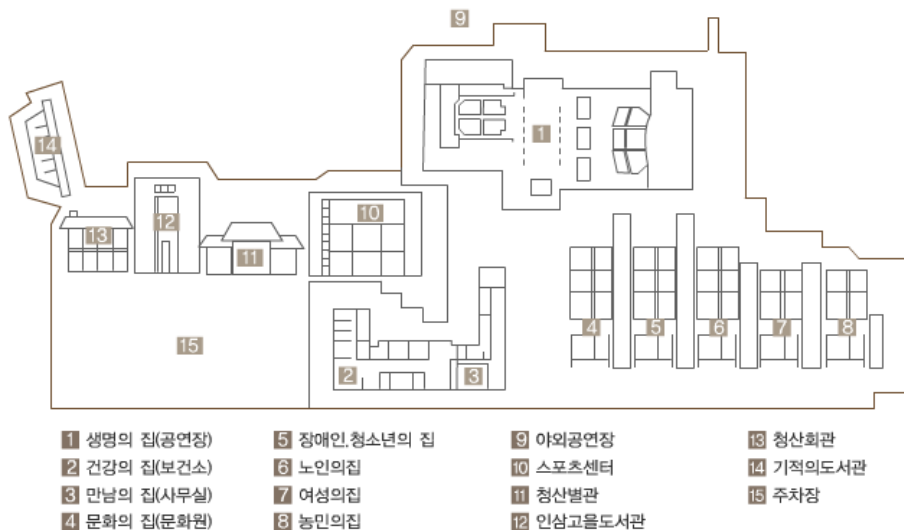 9
1
14
10
12
13
11
4
5
6
7
8
15
2
3
1 생명의 집(공연장)
5 장애인.청소년의 집
9 야외공연장
13 청산회관
2 건강의 집(보건소)
6 노인의집
10 스포츠센터
14 기적의도서관
3 만남의 집(사무실)
7 여성의집
11 청산별관
15 주차장
4 문화의 집(문화원)
8 농민의집
12 인삼고을도서관